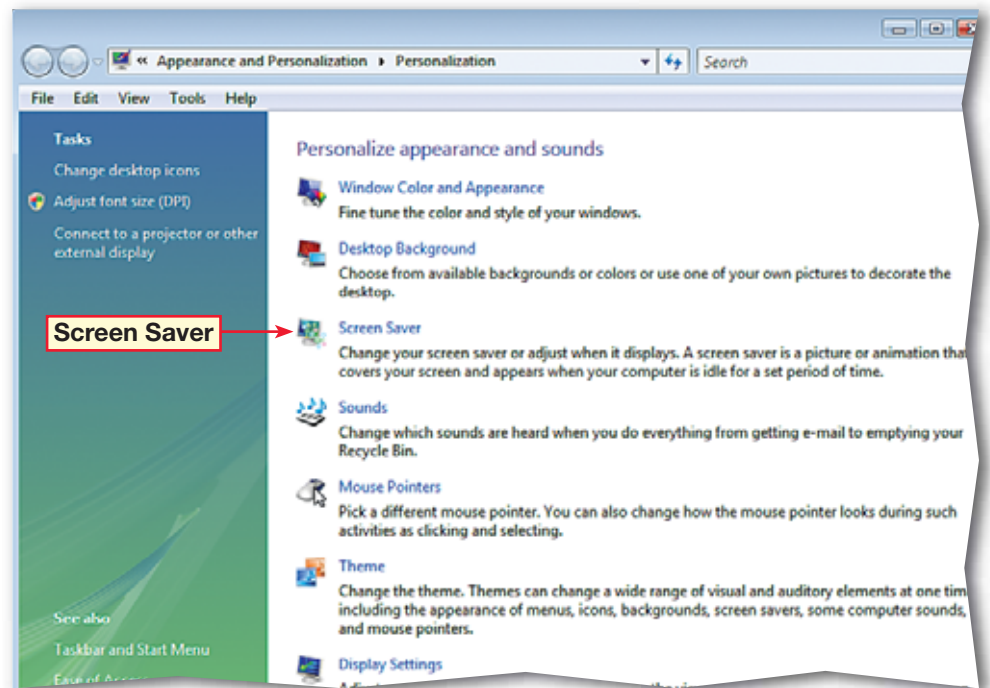 « Appearance and Personalization ▸ Personalization
Search
File Edit View Tools Help
Tasks
Change desktop icons
Adjust font size (DPI)
Connect to a projector or other
external display
Screen Saver
See also
Taskbar and Start Menu
Ease of
Personalize appearance and sounds
Window Color and Appearance
Fine tune the color and style of your windows.
Desktop Background
Choose from available backgrounds or colors or use one of your own pictures to decorate the
desktop.
Screen Saver
Change your screen saver or adjust when it displays. A screen saver is a picture or animation tha
covers your screen and appears when your computer is idle for a set period of time.
Sounds
Change which sounds are heard when you do everything from getting e-mail to emptying your
Recycle Bin.
Mouse Pointers
Pick a different mouse pointer. You can also change how the mouse pointer looks during such
activities as clicking and selecting.
Theme
Change the theme. Themes can change a wide range of visual and auditory elements at one tim
including the appearance of menus, icons, backgrounds, screen savers, some computer sounds,
and mouse pointers.
Display Settings